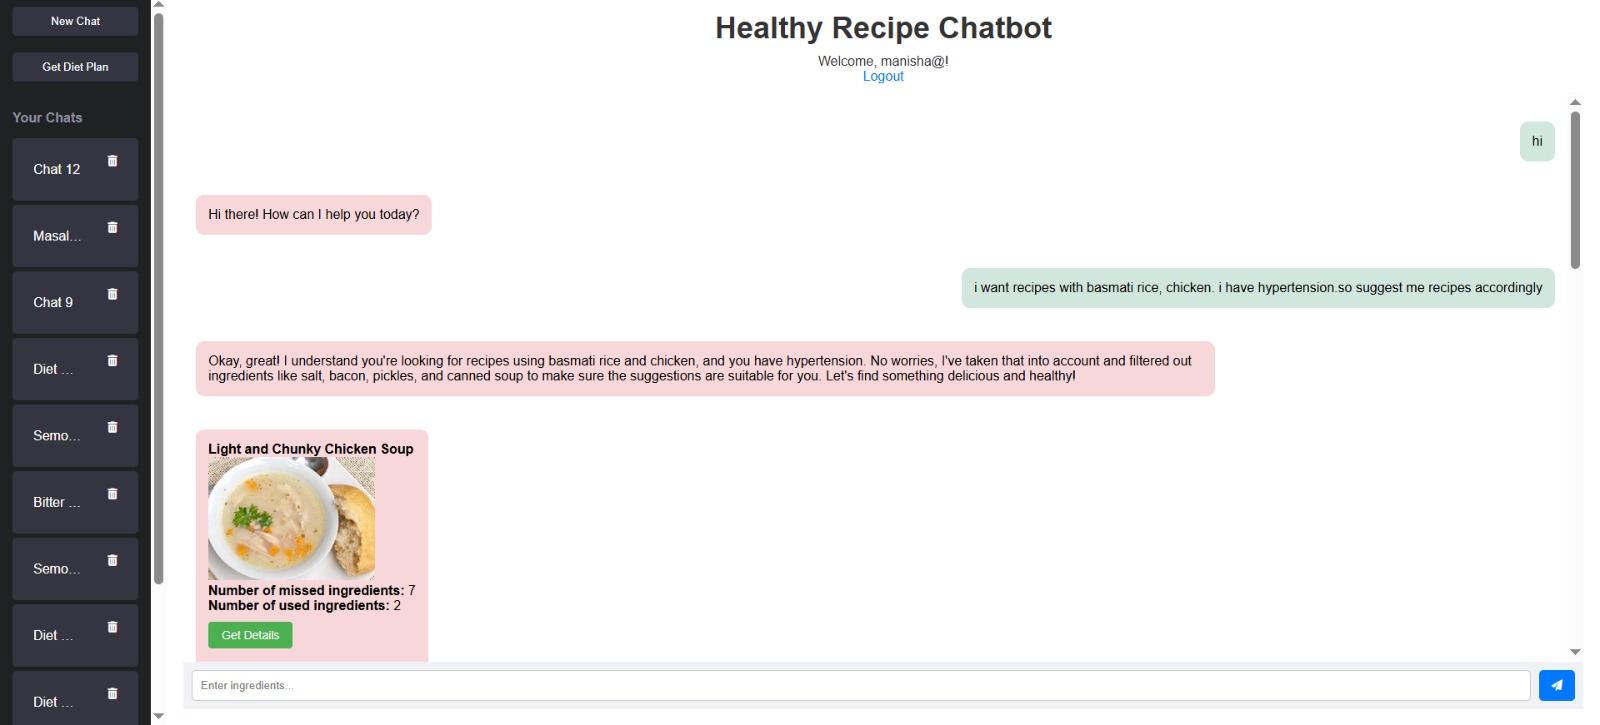 New Chat
Get Diet Plan
Your Chats
Chat 12
Masal...
Chat 9
Diet ...
Semo...
Bitter ...
Semo...
Diet ...
Diet ...
Healthy Recipe Chatbot
Welcome, manisha@!
Logout
hi
Hi there! How can I help you today?
i want recipes with basmati rice, chicken. i have hypertension.so suggest me recipes accordingly
Okay, great! I understand you're looking for recipes using basmati rice and chicken, and you have hypertension. No worries, I've taken that into account and filtered out
ingredients like salt, bacon, pickles, and canned soup to make sure the suggestions are suitable for you. Let's find something delicious and healthy!
Light and Chunky Chicken Soup
Number of missed ingredients: 7
Number of used ingredients: 2
Get Details
Enter ingredients...